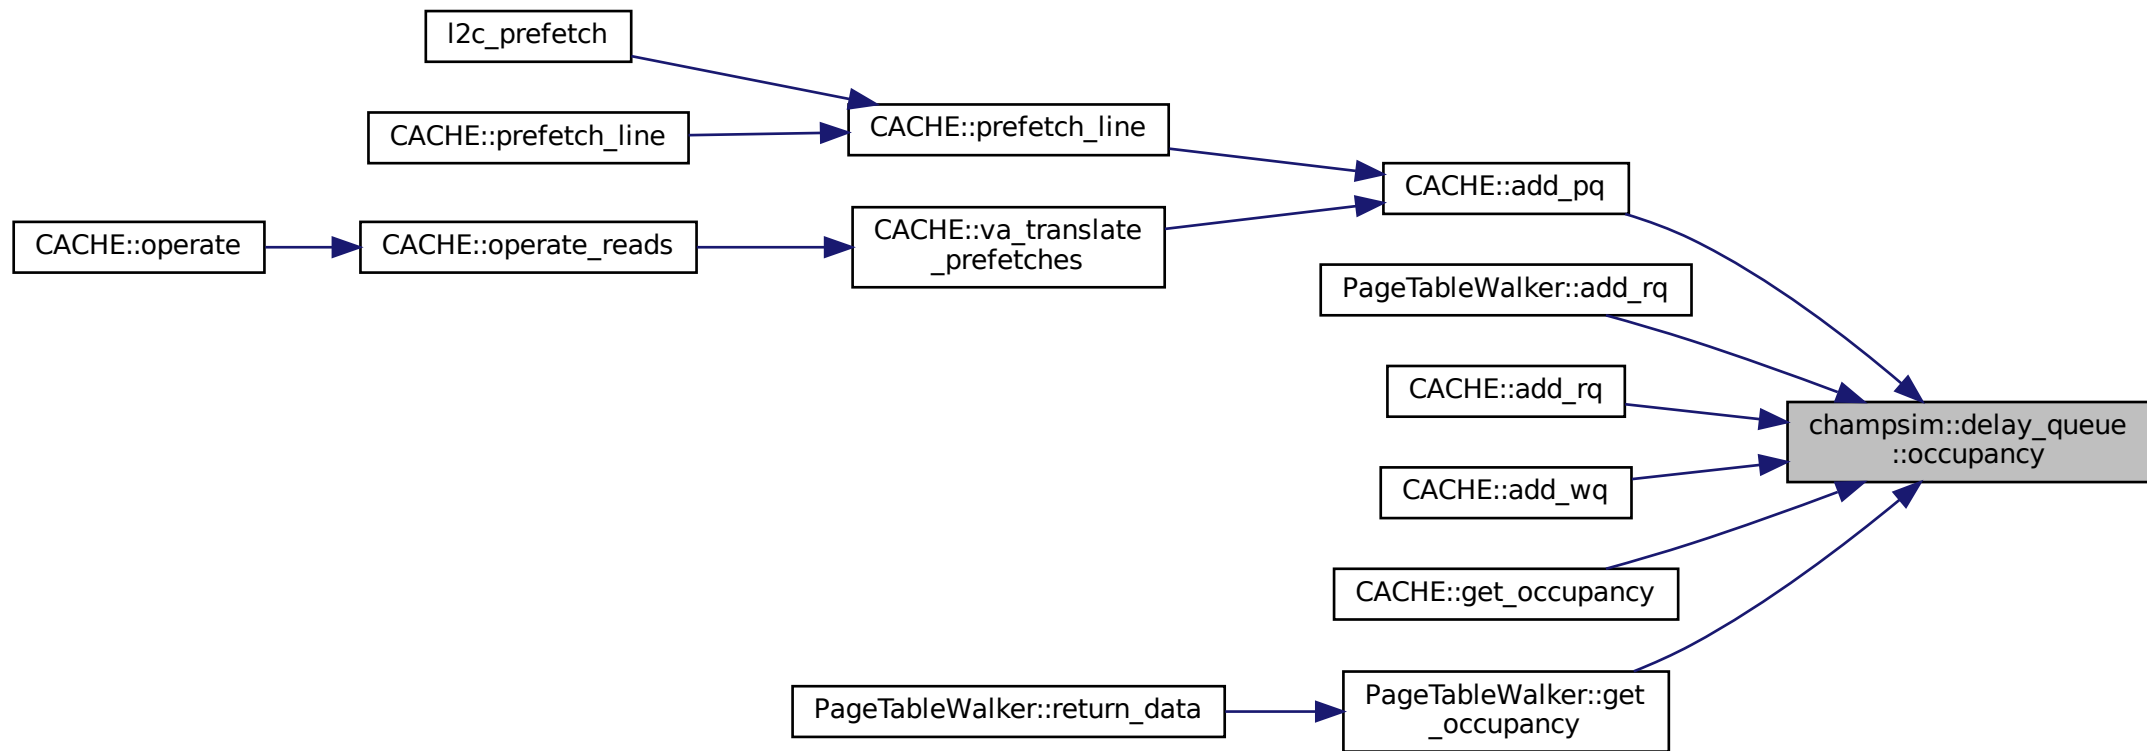 l2c_prefetch
CACHE::prefetch_line
CACHE::prefetch_line
CACHE::add_pq
CACHE::operate
CACHE::operate_reads
CACHE::va_translate
_prefetches
PageTableWalker::add_rq
CACHE::add_rq
champsim::delay_queue
::occupancy
CACHE::add_wq
CACHE::get_occupancy
PageTableWalker::return_data
PageTableWalker::get
_occupancy